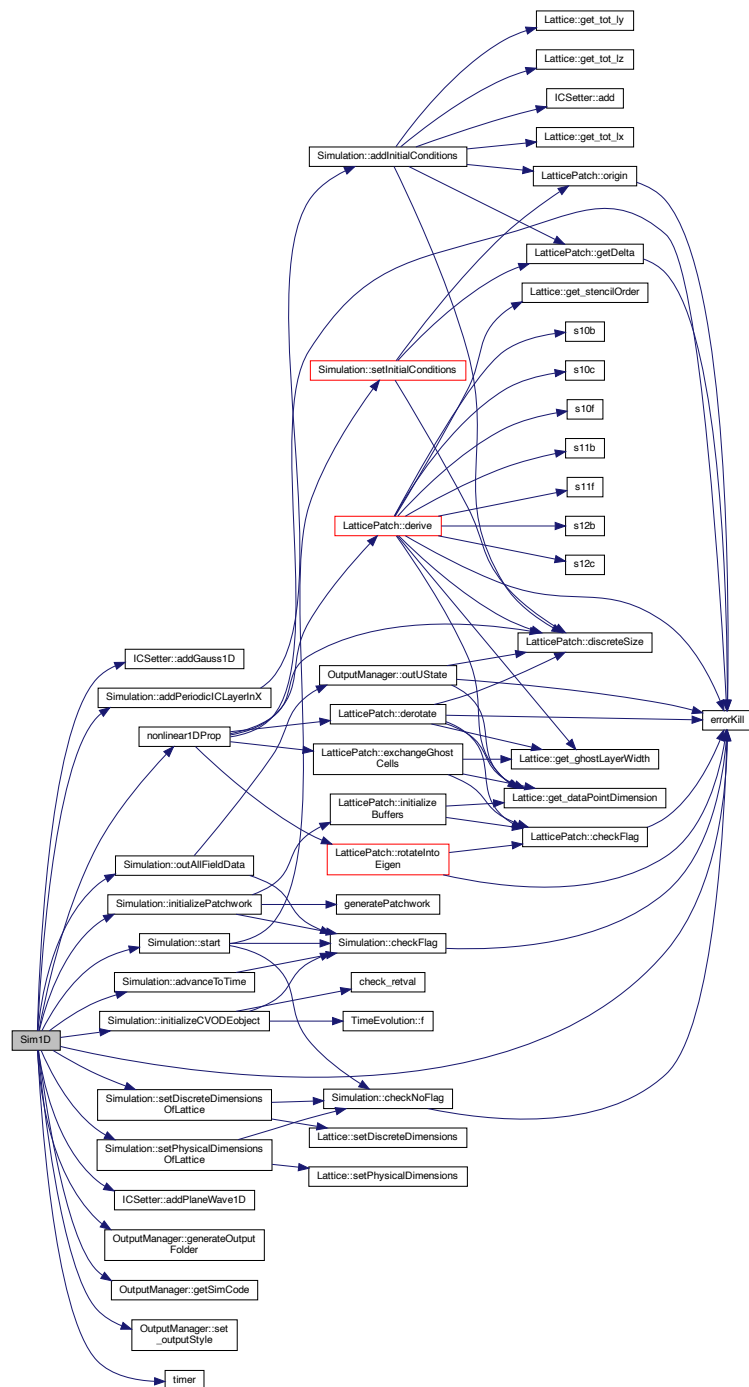 Lattice::get_tot_ly
Lattice::get_tot_lz
ICSetter::add
Lattice::get_tot_lx
Simulation::addInitialConditions
LatticePatch::origin
LatticePatch::getDelta
Lattice::get_stencilOrder
s10b
Simulation::setInitialConditions
s10c
s10f
s11b
s11f
LatticePatch::derive
s12b
s12c
LatticePatch::discreteSize
ICSetter::addGauss1D
OutputManager::outUState
Simulation::addPeriodicICLayerInX
LatticePatch::derotate
errorKill
nonlinear1DProp
LatticePatch::exchangeGhost
Cells
Lattice::get_ghostLayerWidth
Lattice::get_dataPointDimension
LatticePatch::initialize
Buffers
LatticePatch::checkFlag
LatticePatch::rotateInto
Eigen
Simulation::outAllFieldData
Simulation::initializePatchwork
generatePatchwork
Simulation::start
Simulation::checkFlag
Simulation::advanceToTime
check_retval
Simulation::initializeCVODEobject
TimeEvolution::f
Sim1D
Simulation::setDiscreteDimensions
OfLattice
Simulation::checkNoFlag
Lattice::setDiscreteDimensions
Simulation::setPhysicalDimensions
OfLattice
Lattice::setPhysicalDimensions
ICSetter::addPlaneWave1D
OutputManager::generateOutput
Folder
OutputManager::getSimCode
OutputManager::set
_outputStyle
timer